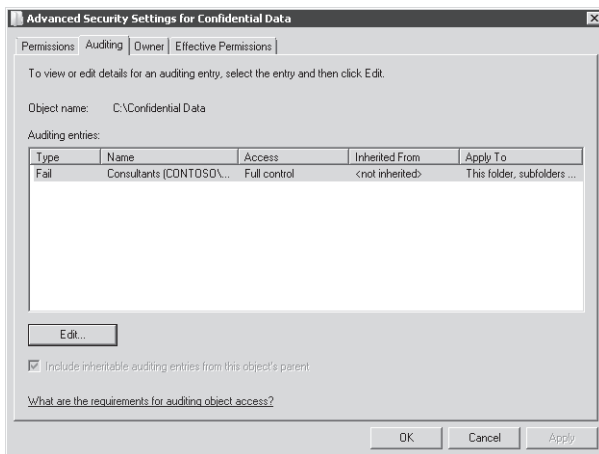 Advanced Security Settings for Confidential Data
Permissions Auditing Owner Effective Permissions
To view or edit details for an auditing entry, select the entry and then click Edit.
Object name: C:\Confidential Data
Auditing entries:
Type Name Access Inherited From Apply To
Fail Consultants (CONTOSO\... Full control <not inherited> This folder, subfolders ...
Edit...
Include inheritable auditing entries from this object's parent
What are the requirements for auditing object access?
OK Cancel Apply